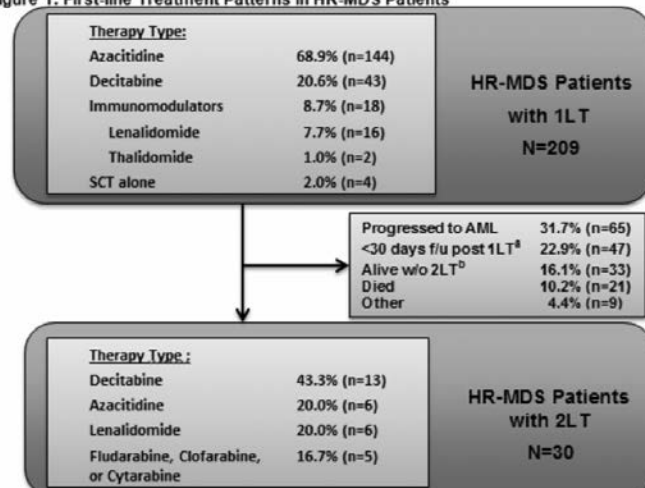 Figure 1. First-line Treatment Patterns in HR-MDS Patients
Therapy Type:
Azacitidine 68.9% (n=144)
Decitabine 20.6% (n=43)
Immunomodulators 8.7% (n=18)
Lenalidomide 7.7% (n=16)
Thalidomide 1.0% (n=2)
SCT alone 2.0% (n=4)
HR-MDS Patients
with 1LT
N=209
Progressed to AML 31.7% (n=65)
<30 days f/u post 1LTª 22.9% (n=47)
Alive w/o 2LTᵇ 16.1% (n=33)
Died 10.2% (n=21)
Other 4.4% (n=9)
Therapy Type :
Decitabine 43.3% (n=13)
Azacitidine 20.0% (n=6)
Lenalidomide 20.0% (n=6)
Fludarabine, Clofarabine, 16.7% (n=5)
or Cytarabine
HR-MDS Patients
with 2LT
N=30